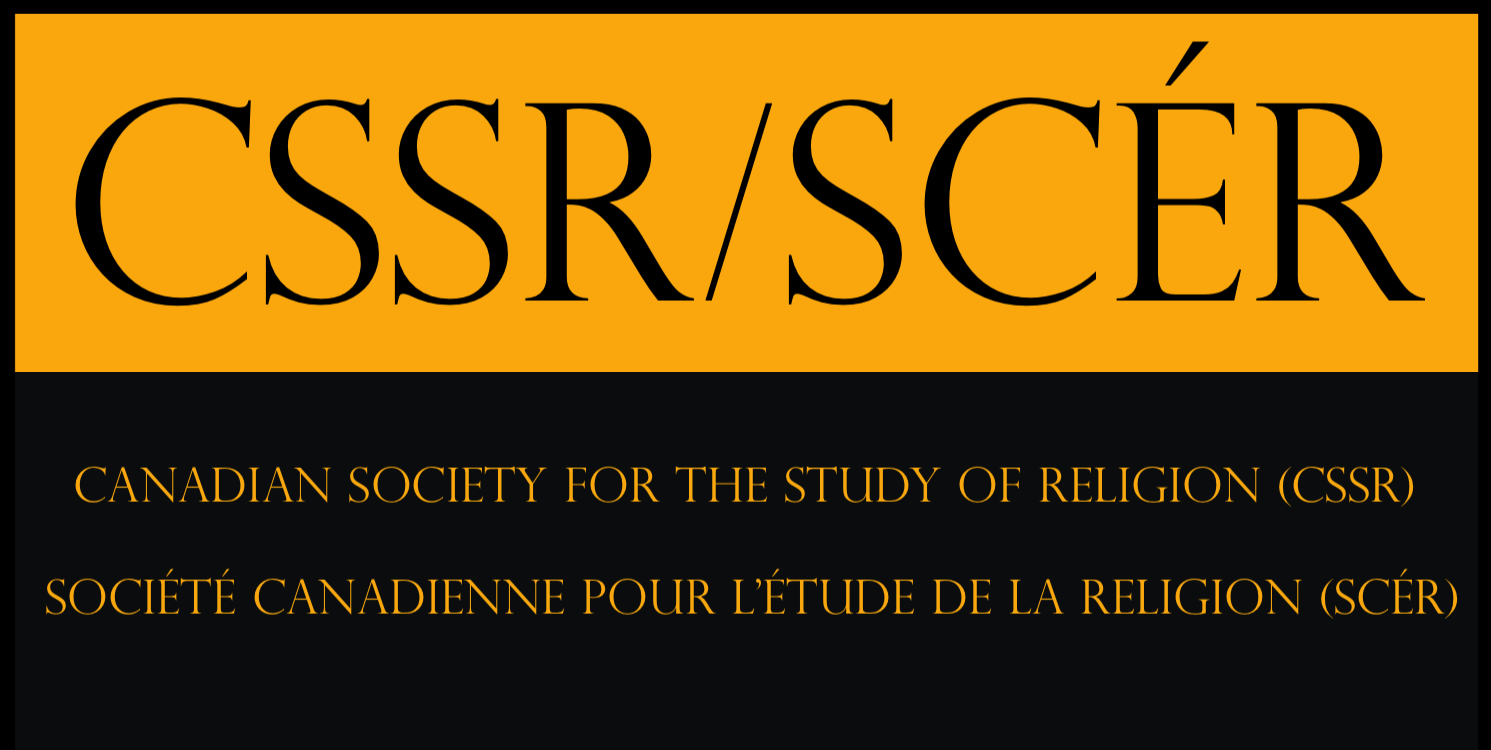 CSSR/SCÉR
CANADIAN SOCIETY FOR THE STUDY OF RELIGION (CSSR)
SOCIÉTÉ CANADIENNE POUR L’ÉTUDE DE LA RELIGION (SCÉR)